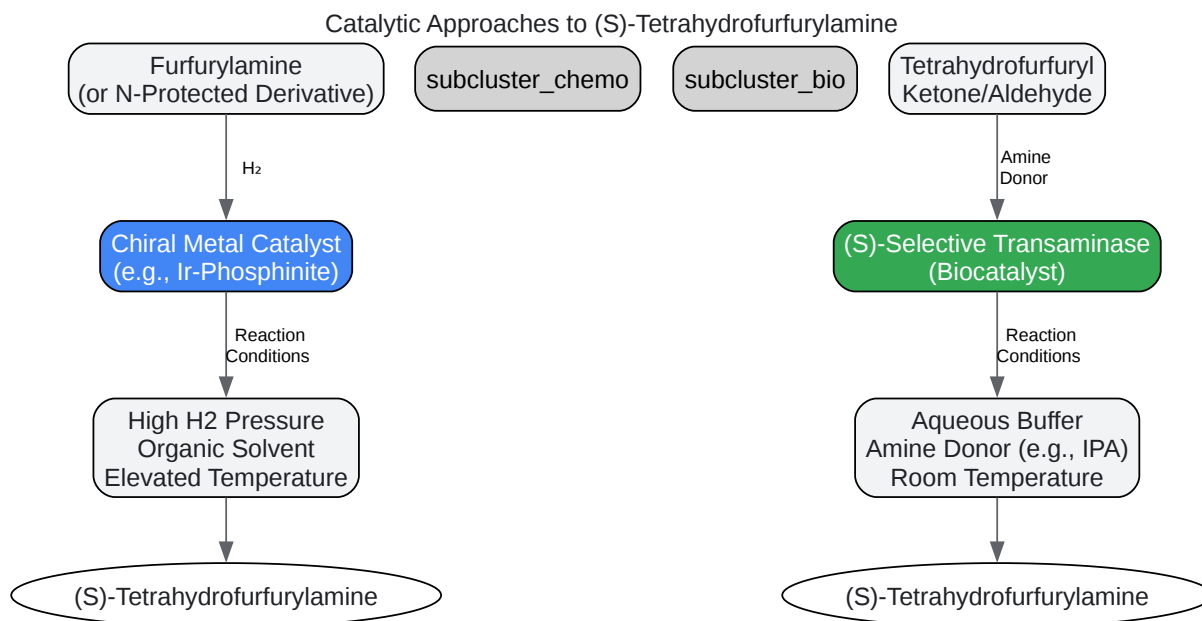 Catalytic Approaches to (S)-Tetrahydrofurfurylamine
Furfurylamine
(or N-Protected Derivative)
subcluster_chemo
subcluster_bio
Tetrahydrofurfuryl
Ketone/Aldehyde
H₂
Amine
Donor
Chiral Metal Catalyst
(e.g., Ir-Phosphinite)
(S)-Selective Transaminase
(Biocatalyst)
Reaction
Conditions
Reaction
Conditions
High H2 Pressure
Organic Solvent
Elevated Temperature
Aqueous Buffer
Amine Donor (e.g., IPA)
Room Temperature
(S)-Tetrahydrofurfurylamine
(S)-Tetrahydrofurfurylamine